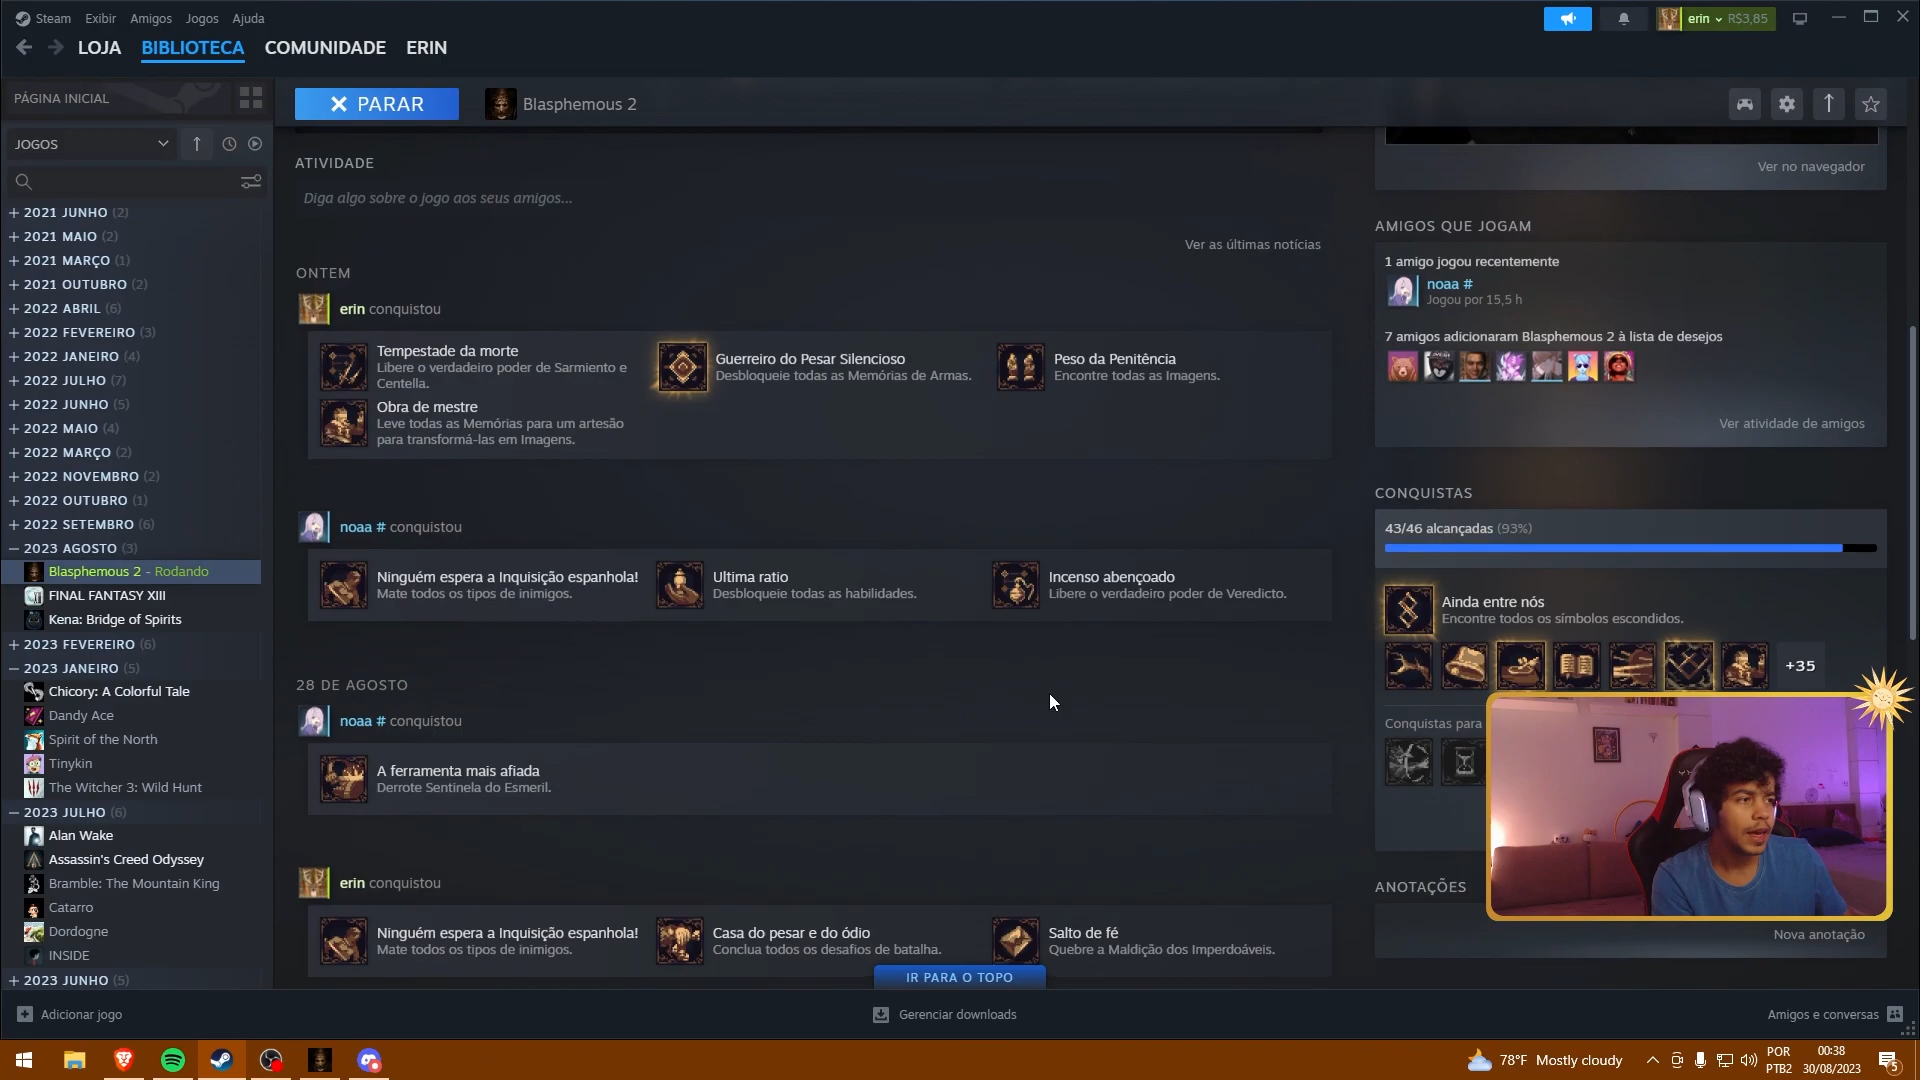 Steam Exibir Amigos Jogos Ajuda
erin R$3,85
LOJA BIBLIOTECA COMUNIDADE ERIN
PÁGINA INICIAL
PARAR
Blasphemous 2
JOGOS
2021 JUNHO (2)
2021 MAIO (2)
2021 MARÇO (1)
2021 OUTUBRO (2)
2022 ABRIL (6)
2022 FEVEREIRO (3)
2022 JANEIRO (4)
2022 JULHO (7)
2022 JUNHO (5)
2022 MAIO (4)
2022 MARÇO (2)
2022 NOVEMBRO (2)
2022 OUTUBRO (1)
2022 SETEMBRO (6)
2023 AGOSTO (3)
Blasphemous 2 - Rodando
FINAL FANTASY XIII
Kena: Bridge of Spirits
2023 FEVEREIRO (6)
2023 JANEIRO (5)
Chicory: A Colorful Tale
Dandy Ace
Spirit of the North
Tinykin
The Witcher 3: Wild Hunt
2023 JULHO (6)
Alan Wake
Assassin's Creed Odyssey
Bramble: The Mountain King
Catarro
Dordogne
INSIDE
2023 JUNHO (5)
ATIVIDADE
Diga algo sobre o jogo aos seus amigos...
Ver as últimas notícias
ONTEM
erin conquistou
Tempestade da morte
Libere o verdadeiro poder de Sarmiento e
Centella.
Guerreiro do Pesar Silencioso
Desbloqueie todas as Memórias de Armas.
Peso da Penitência
Encontre todas as Imagens.
Obra de mestre
Leve todas as Memórias para um artesão
para transformá-las em Imagens.
noaa # conquistou
Ninguém espera a Inquisição espanhola!
Mate todos os tipos de inimigos.
Ultima ratio
Desbloqueie todas as habilidades.
Incenso abençoado
Libere o verdadeiro poder de Veredicto.
28 DE AGOSTO
noaa # conquistou
A ferramenta mais afiada
Derrote Sentinela do Esmeril.
erin conquistou
Ninguém espera a Inquisição espanhola!
Mate todos os tipos de inimigos.
Casa do pesar e do ódio
Conclua todos os desafios de batalha.
Salto de fé
Quebre a Maldição dos Imperdoáveis.
IR PARA O TOPO
Ver no navegador
AMIGOS QUE JOGAM
1 amigo jogou recentemente
noaa #
Jogou por 15,5 h
7 amigos adicionaram Blasphemous 2 à lista de desejos
Ver atividade de amigos
CONQUISTAS
43/46 alcançadas (93%)
Ainda entre nós
Encontre todos os símbolos escondidos.
+35
Conquistas para
ANOTAÇÕES
Nova anotação
Adicionar jogo
Gerenciar downloads
Amigos e conversas
78°F Mostly cloudy
POR
PTB2
00:38
30/08/2023
5